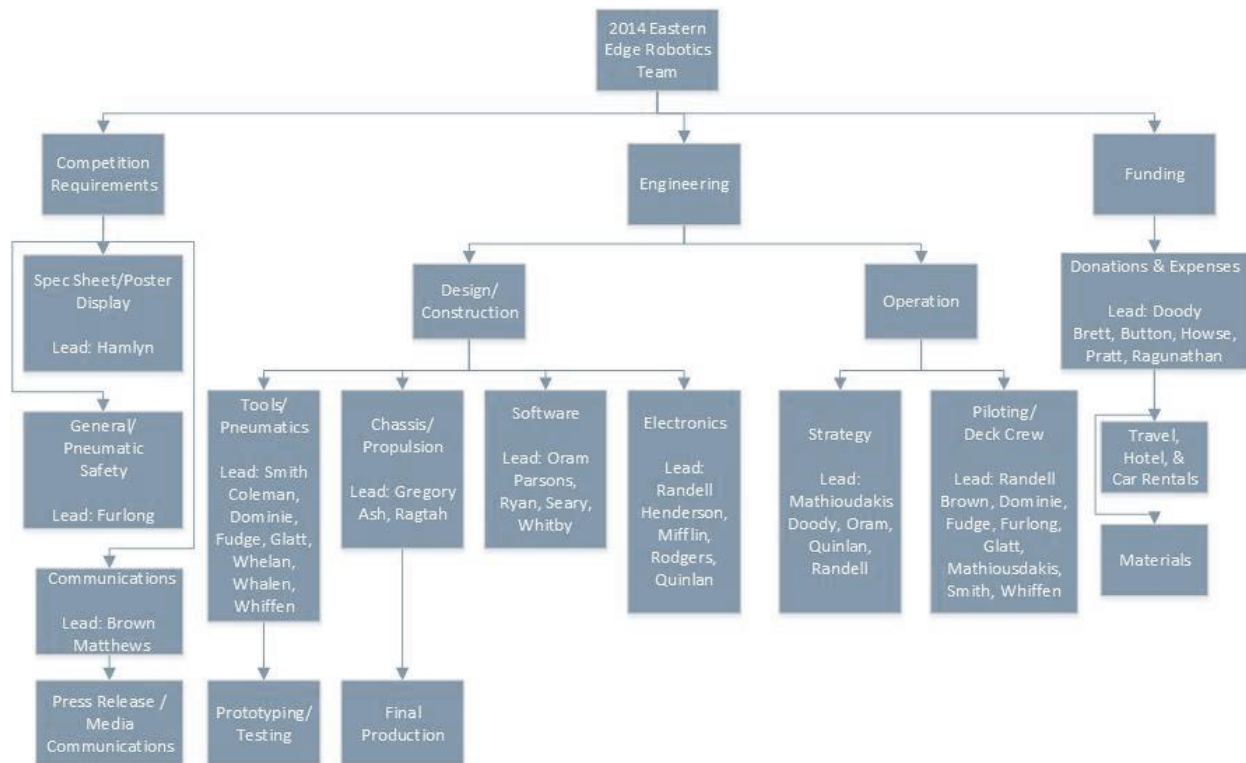 2014 Eastern
Edge Robotics
Team
Competition
Requirements
Engineering
Funding
Spec Sheet/Poster
Display
Lead: Hamlyn
General/
Pneumatic
Safety
Lead: Furlong
Communications
Lead: Brown
Matthews
Press Release /
Media
Communications
Design/
Construction
Operation
Tools/
Pneumatics
Lead: Smith
Coleman,
Dominie,
Fudge, Glatt,
Whelan,
Whalen,
Whiffen
Prototyping/
Testing
Chassis/
Propulsion
Lead: Gregory
Ash, Ragtah
Final
Production
Software
Lead: Oram
Parsons,
Ryan, Seary,
Whitby
Electronics
Lead:
Randell
Henderson,
Mifflin,
Rodgers,
Quinlan
Strategy
Lead:
Mathioudakis
Doody, Oram,
Quinlan,
Randell
Piloting/
Deck Crew
Lead: Randell
Brown, Dominie,
Fudge, Furlong,
Glatt,
Mathiousdakis,
Smith, Whiffen
Donations & Expenses
Lead: Doody
Brett, Button, Howse,
Pratt, Ragunathan
Travel,
Hotel, &
Car Rentals
Materials